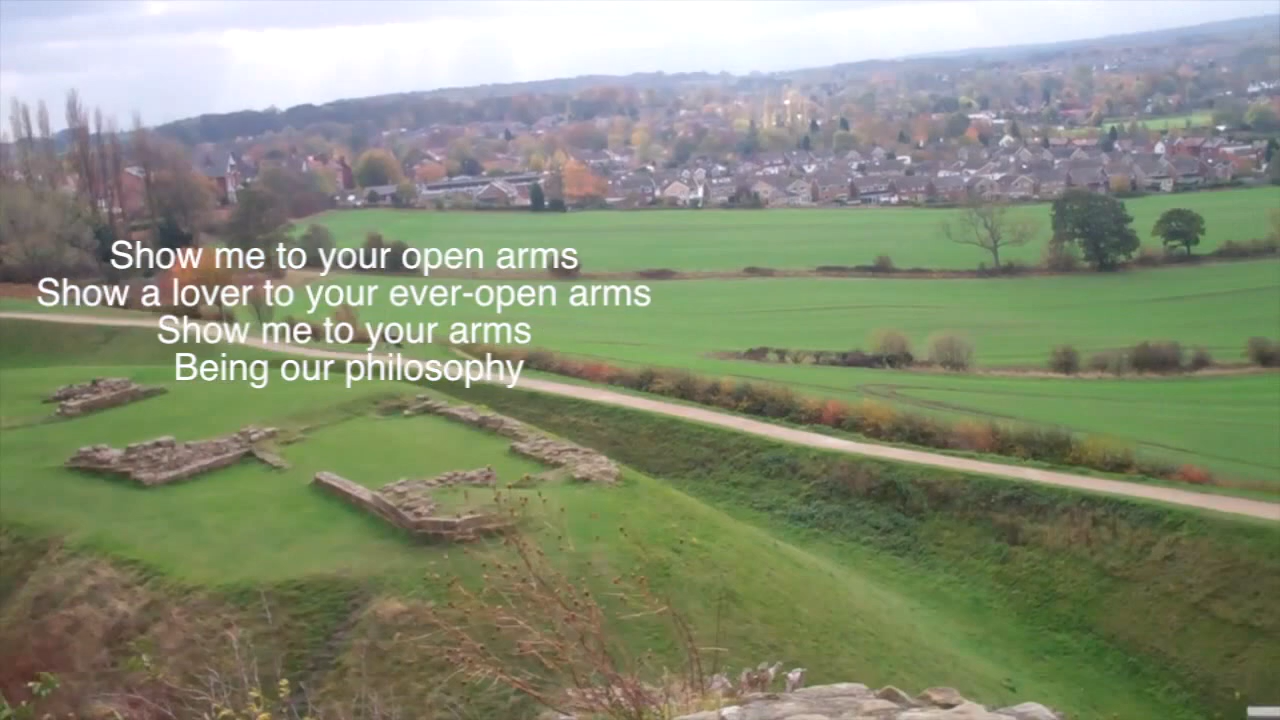 Show me to your open arms
Show a lover to your ever-open arms
Show me to your arms
Being our philosophy